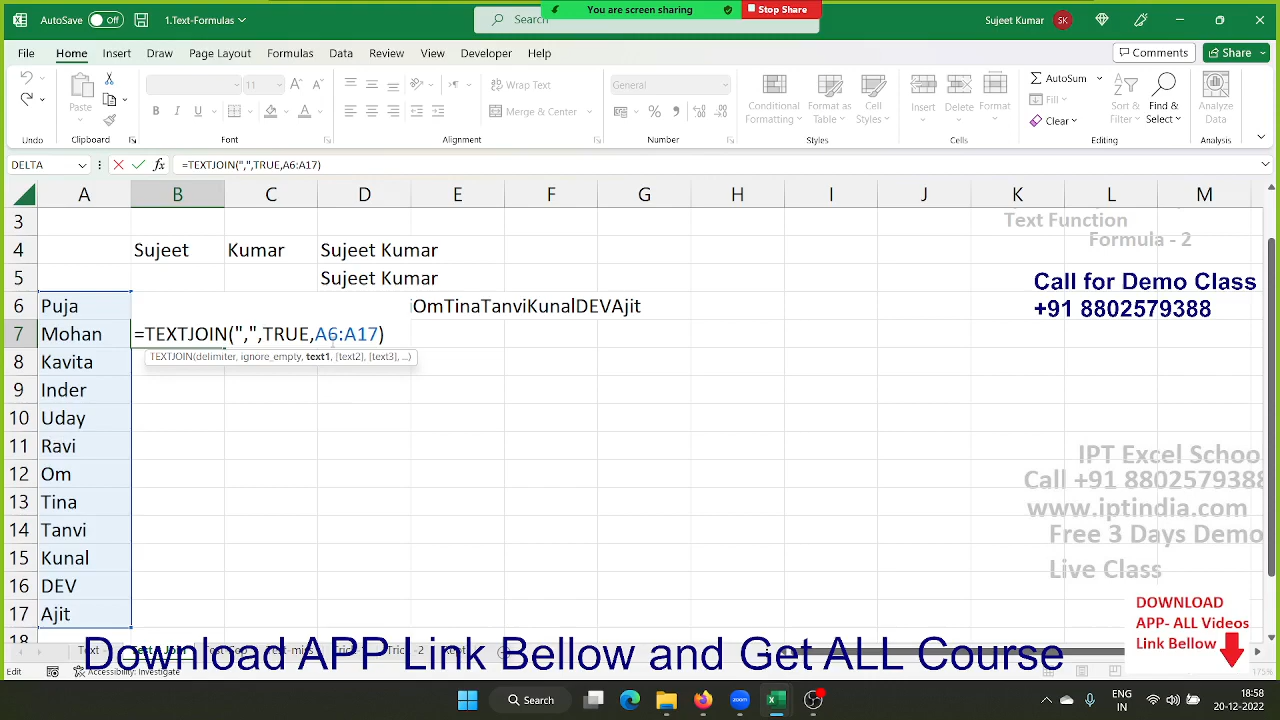 AutoSave Off
1.Text-Formulas
Search
You are screen sharing
Stop Share
Sujeet Kumar
SK
File Home Insert Draw Page Layout Formulas Data Review View Developer Help
Comments
Share
Paste
Clipboard
Undo
11
B I U
Font
Wrap Text
Merge & Center
Alignment
General
Number
Conditional Formatting
Format as Table
Cell Styles
Styles
Insert Delete Format
Cells
AutoSum
Fill
Clear
Sort & Filter
Find & Select
Editing
Analyze Data
Analysis
DELTA
=TEXTJOIN(",",TRUE,A6:A17)
A B C D E F G H I J K L M
3
Text Function
Formula - 2
4 Sujeet Kumar Sujeet Kumar
5 Sujeet Kumar
Call for Demo Class
+91 8802579388
6 Puja OmTinaTanviKunalDEVAjit
7 Mohan =TEXTJOIN(",",TRUE,A6:A17)
TEXTJOIN(delimiter, ignore_empty, text1, [text2], [text3], ...)
8 Kavita
9 Inder
10 Uday
11 Ravi
12 Om
13 Tina
14 Tanvi
15 Kunal
16 DEV
17 Ajit
18
IPT Excel Schoo
Call +91 8802579388
www.iptindia.com
Free 3 Days Demo
Live Class
DOWNLOAD
APP- ALL Videos
Link Bellow
Download APP Link Bellow and Get ALL Course
Edit
Accessibility: Investigate
175%
Search
zoom
ENG
IN
18:58
20-12-2022